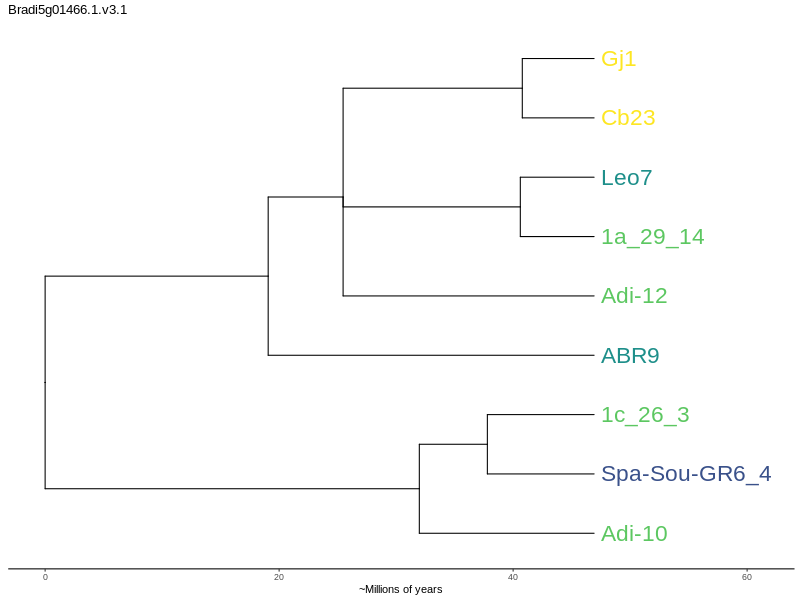 Bradi5g01466.1.v3.1
Gj1
Cb23
Leo7
1a_29_14
Adi-12
ABR9
1c_26_3
Spa-Sou-GR6_4
Adi-10
0 20 40 60
~Millions of years